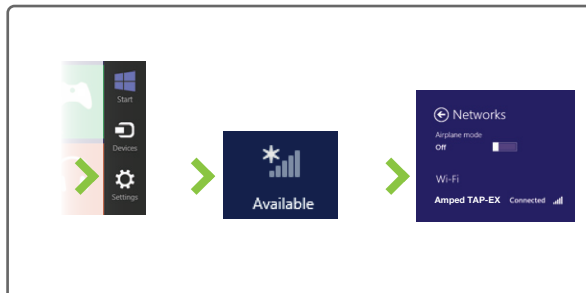 Start
Devices
Settings
Available
Networks
Airplane mode
Off
Wi-Fi
Amped TAP-EX Connected